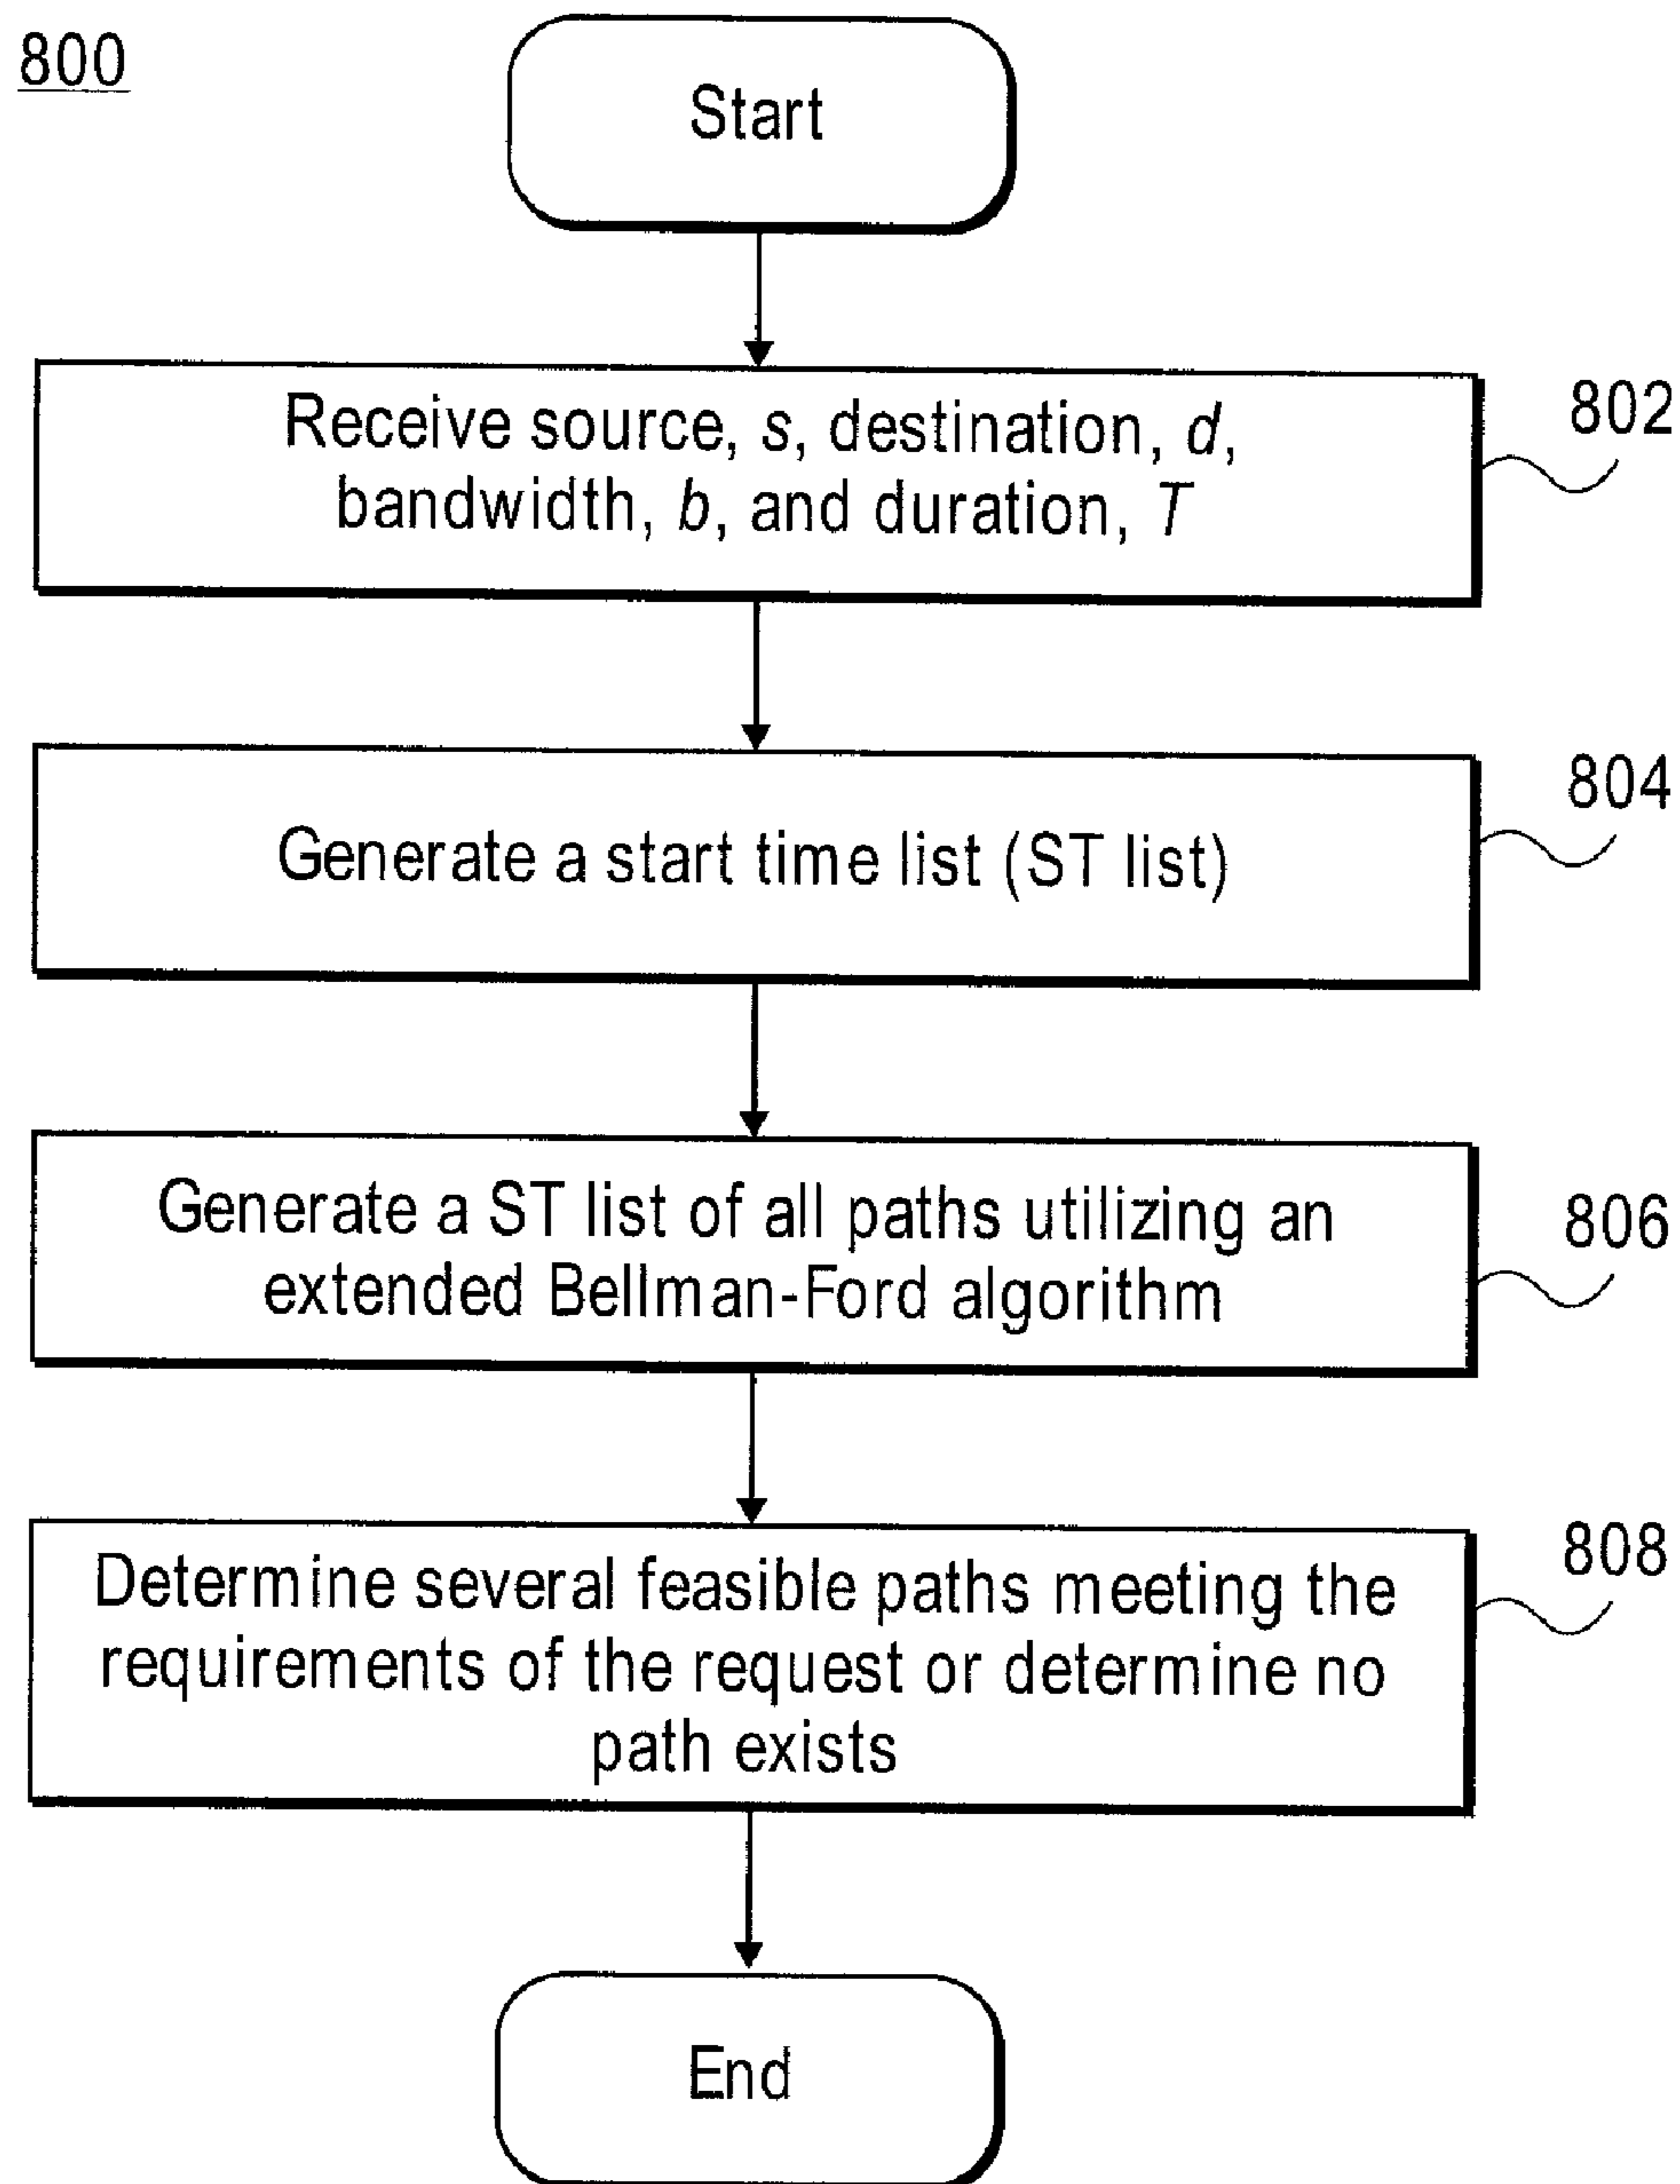 800
Start
Receive source, s, destination, d,
bandwidth, b, and duration, T
802
Generate a start time list (ST list)
804
Generate a ST list of all paths utilizing an
extended Bellman-Ford algorithm
806
Determine several feasible paths meeting the
requirements of the request or determine no
path exists
808
End